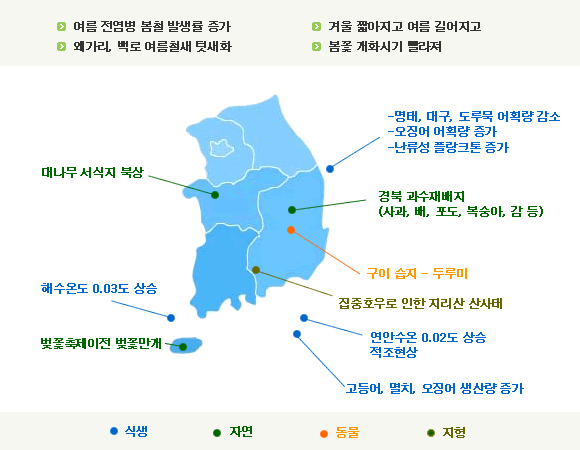 여름 전염병 봄철 발생률 증가
겨울 짧아지고 여름 길어지고
왜가리, 백로 여름철새 텃새화
봄꽃 개화시기 빨라져
-명태, 대구, 도루묵 어획량 감소
-오징어 어획량 증가
-난류성 플랑크톤 증가
대나무 서식지 북상
경북 과수재배지
(사과, 배, 포도, 복숭아, 감 등)
구미 습지 - 두루미
해수온도 0.03도 상승
집중호우로 인한 지리산 산사태
벚꽃축제이전 벚꽃만개
연안수온 0.02도 상승
적조현상
고등어, 멸치, 오징어 생산량 증가
식생
자연
동물
지형